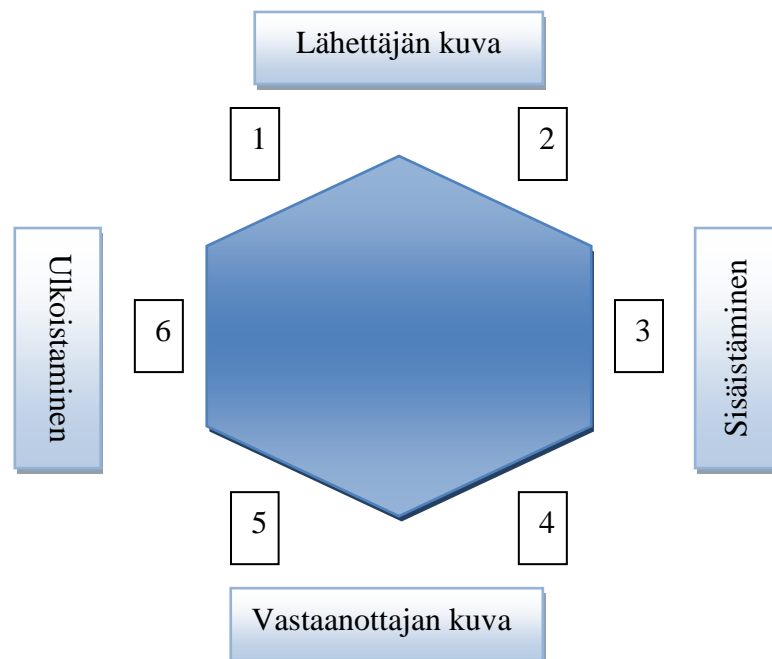 Lähettäjän kuva
1
2
Ulkoistaminen
6
3
Sisäistäminen
5
4
Vastaanottajan kuva